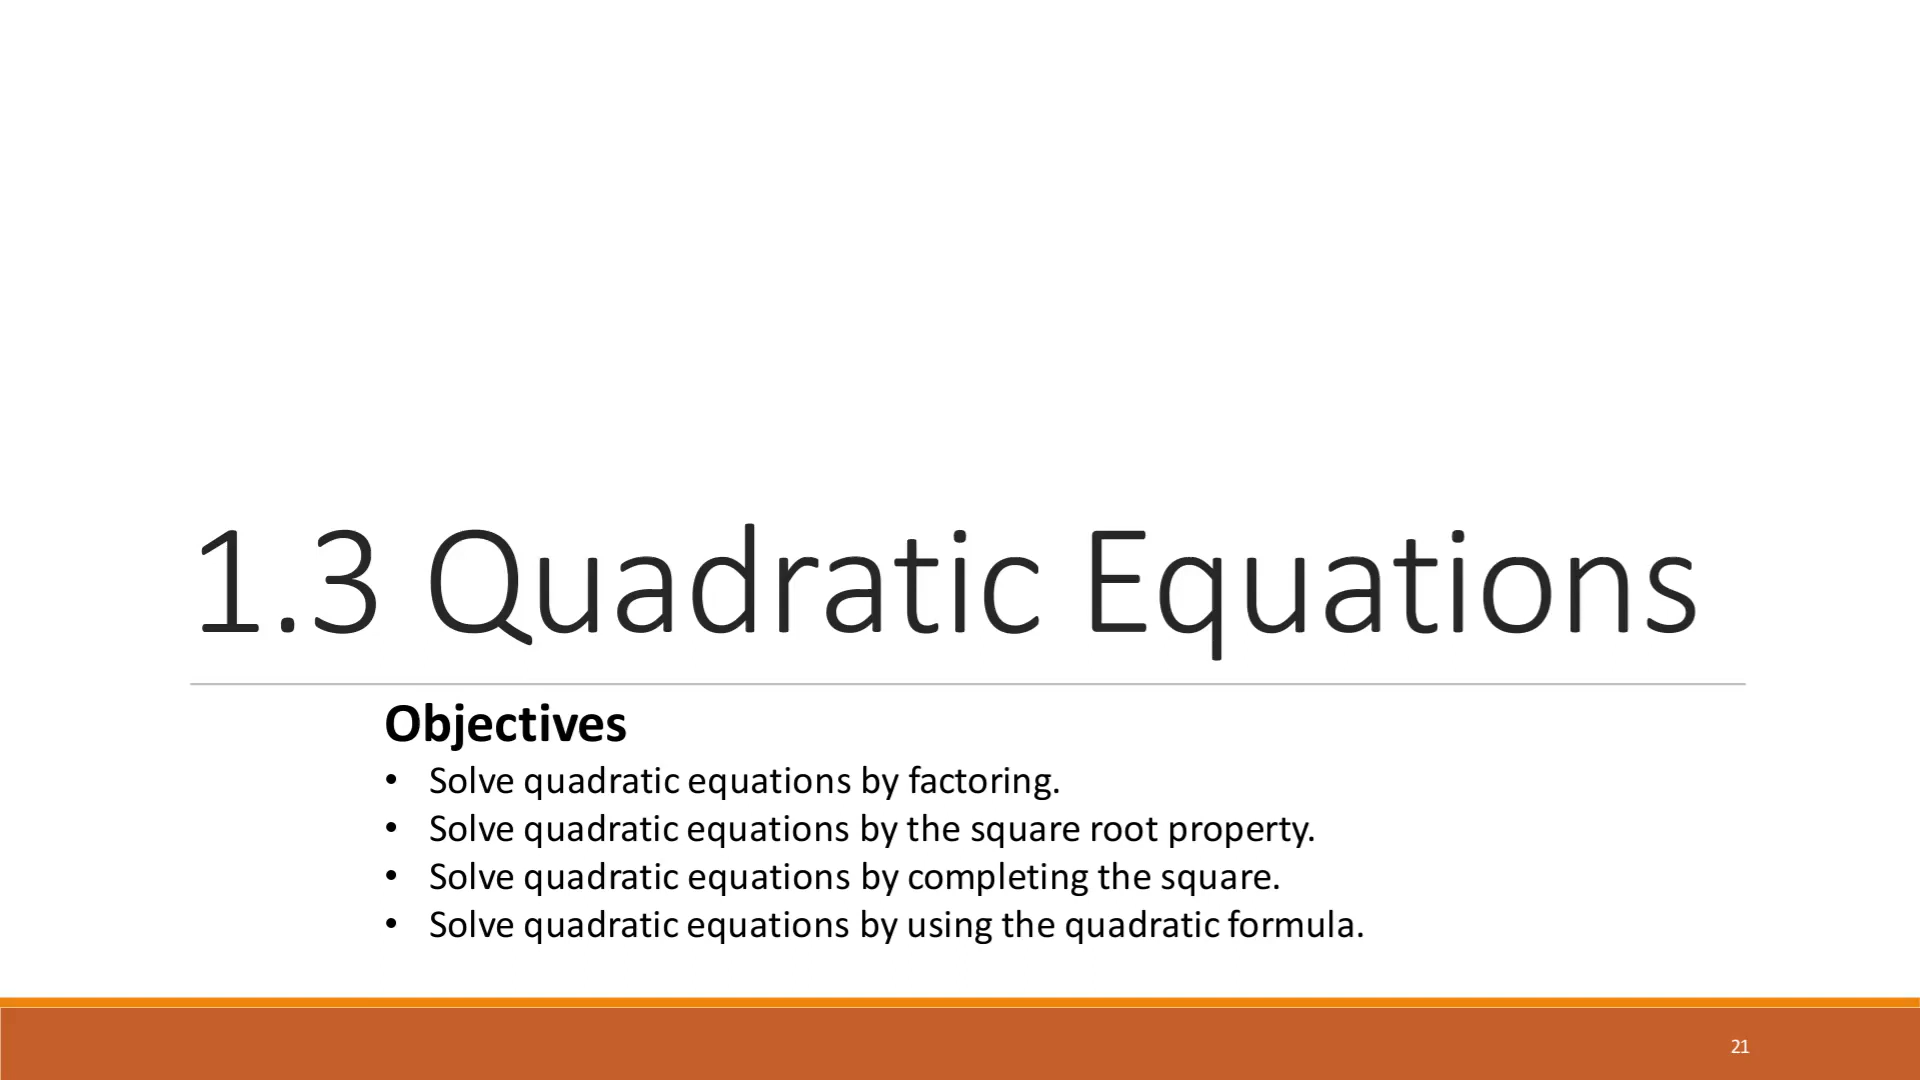 1.3 Quadratic Equations
Objectives
• Solve quadratic equations by factoring.
• Solve quadratic equations by the square root property.
• Solve quadratic equations by completing the square.
• Solve quadratic equations by using the quadratic formula.
21